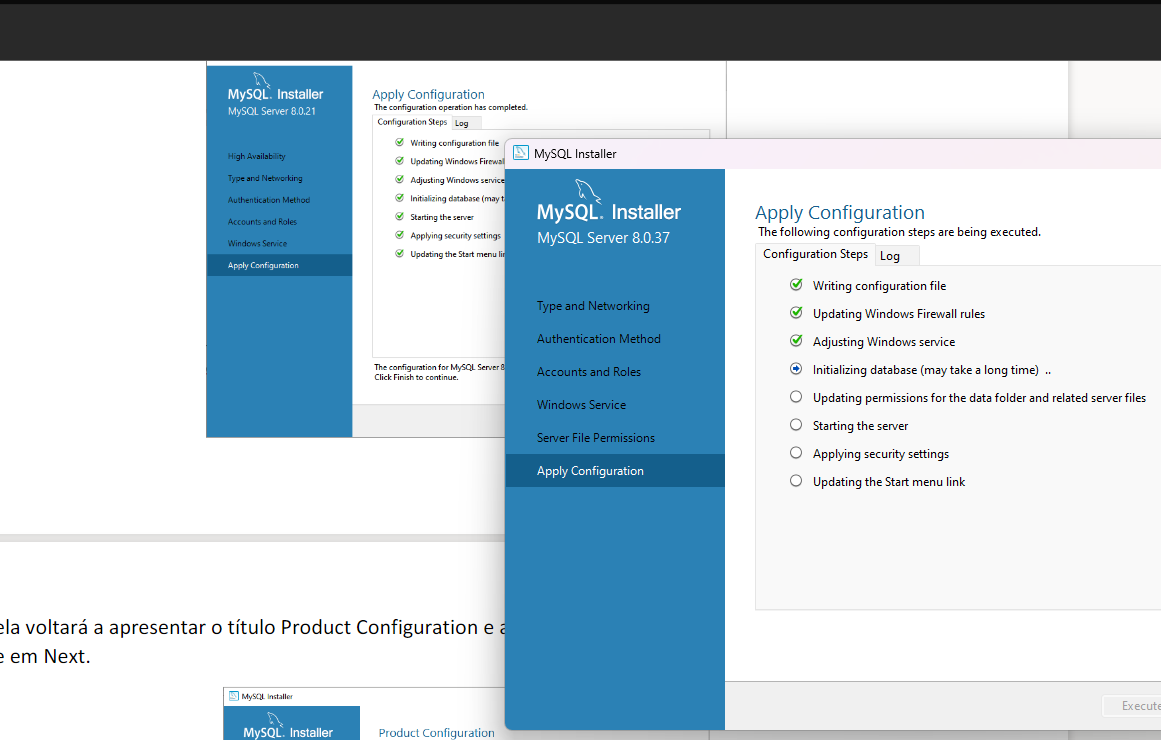 MySQL. Installer
MySQL Server 8.0.21
High Availability
Type and Networking
Authentication Method
Accounts and Roles
Windows Service
Apply Configuration
Apply Configuration
The configuration operation has completed.
Configuration Steps
Log
Writing configuration file
Updating Windows Firewal
Adjusting Windows service
Initializing database (may t
Starting the server
Applying security settings
Updating the Start menu lin
The configuration for MySQL Server 8
Click Finish to continue.
MySQL Installer
MySQL. Installer
MySQL Server 8.0.37
Type and Networking
Authentication Method
Accounts and Roles
Windows Service
Server File Permissions
Apply Configuration
Apply Configuration
The following configuration steps are being executed.
Configuration Steps
Log
Writing configuration file
Updating Windows Firewall rules
Adjusting Windows service
Initializing database (may take a long time) ..
Updating permissions for the data folder and related server files
Starting the server
Applying security settings
Updating the Start menu link
Execute
ela voltará a apresentar o título Product Configuration e a
e em Next.
MySQL Installer
MySQL. Installer
Product Configuration